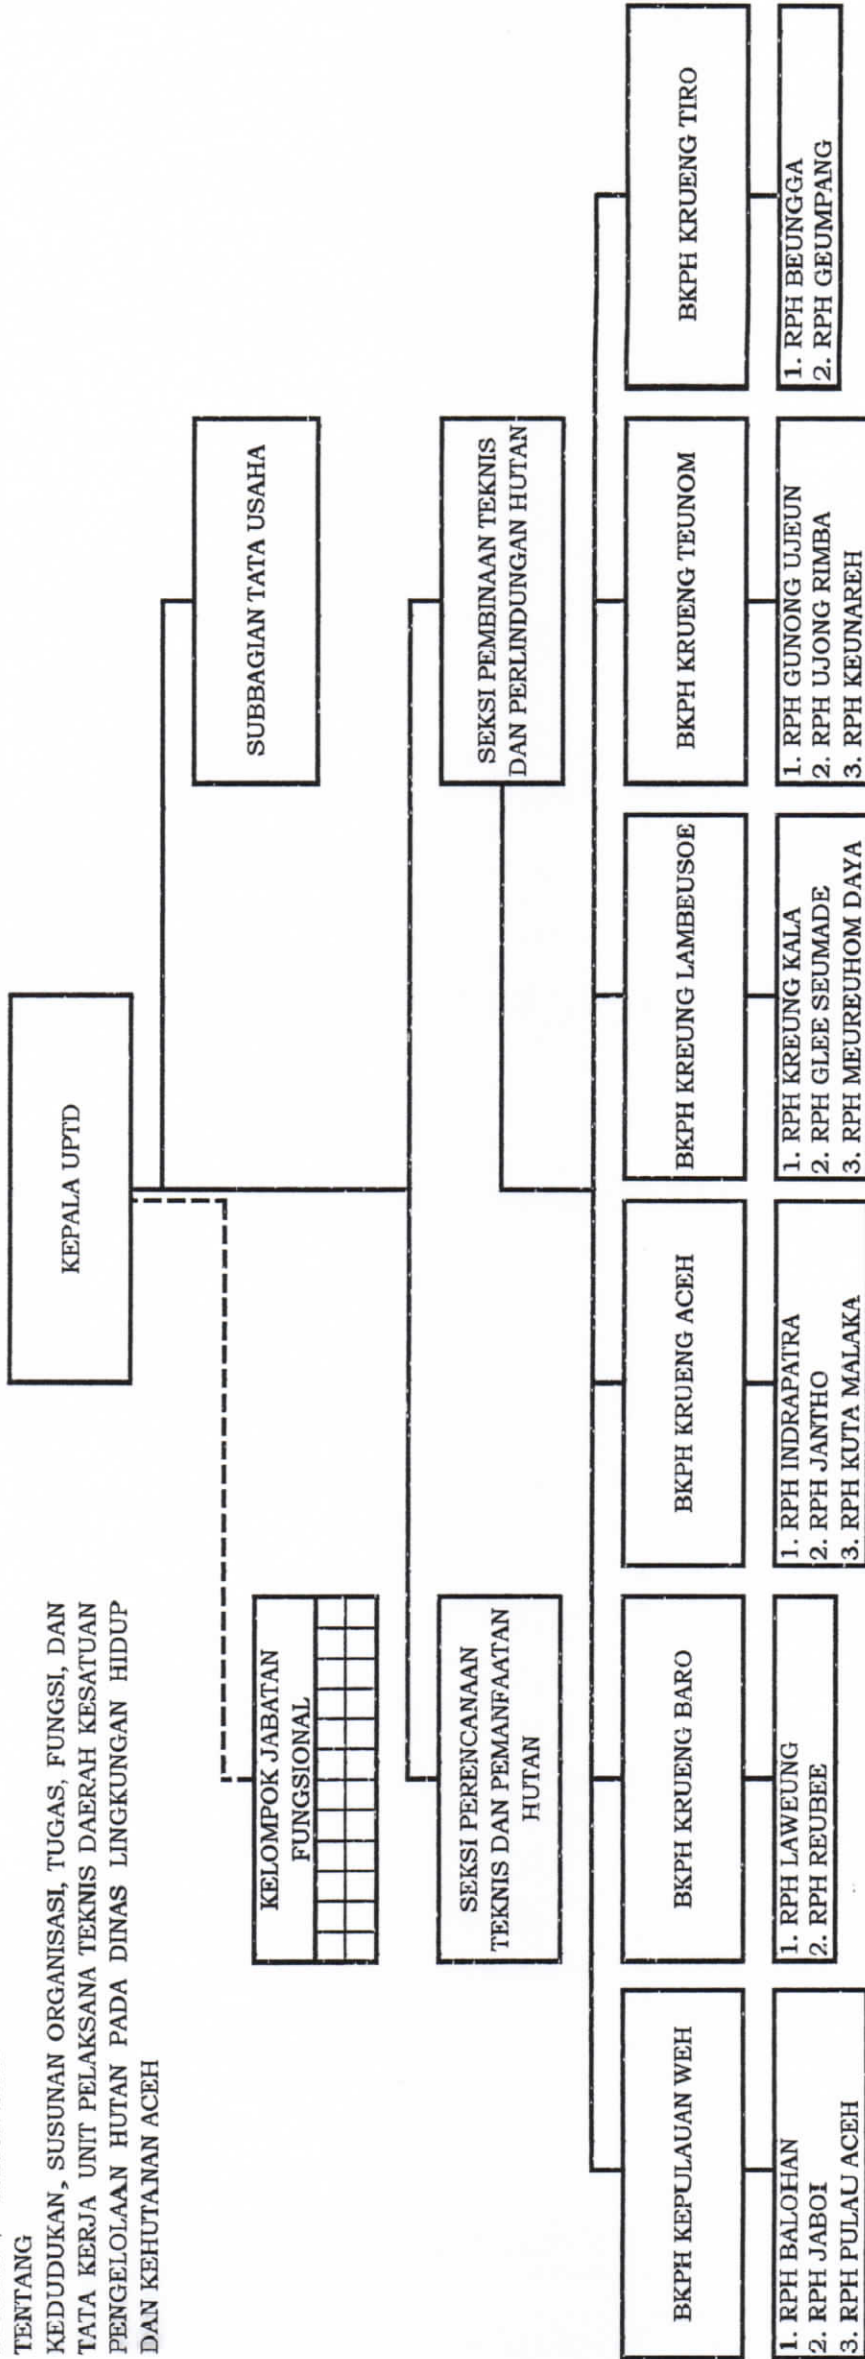 TENTANG
KEDUDUKAN, SUSUNAN ORGANISASI, TUGAS, FUNGSI, DAN
TATA KERJA UNIT PELAKSANA TEKNIS DAERAH KESATUAN
PENGELOLAAN HUTAN PADA DINAS LINGKUNGAN HIDUP
DAN KEHUTANAN ACEH
KEPALA UPTD
SUBBAGIAN TATA USAHA
KELOMPOK JABATAN
FUNGSIONAL
SEKSI PERENCANAAN
TEKNIS DAN PEMANFAATAN
HUTAN
SEKSI PEMBINAAN TEKNIS
DAN PERLINDUNGAN HUTAN
BKPH KEPULAUAN WEH
1. RPH BALOHAN
2. RPH JABOI
3. RPH PULAU ACEH
BKPH KRUENG BARO
1. RPH LAWEUNG
2. RPH REUBEE
BKPH KRUENG ACEH
1. RPH INDRAPATRA
2. RPH JANTHO
3. RPH KUTA MALAKA
BKPH KREUNG LAMBEUSOE
1. RPH KREUNG KALA
2. RPH GLEE SEUMADE
3. RPH MEUREUHOM DAYA
BKPH KRUENG TEUNOM
1. RPH GUNONG UJEUN
2. RPH UJONG RIMBA
3. RPH KEUNAREH
BKPH KRUENG TIRO
1. RPH BEUNGGA
2. RPH GEUMPANG